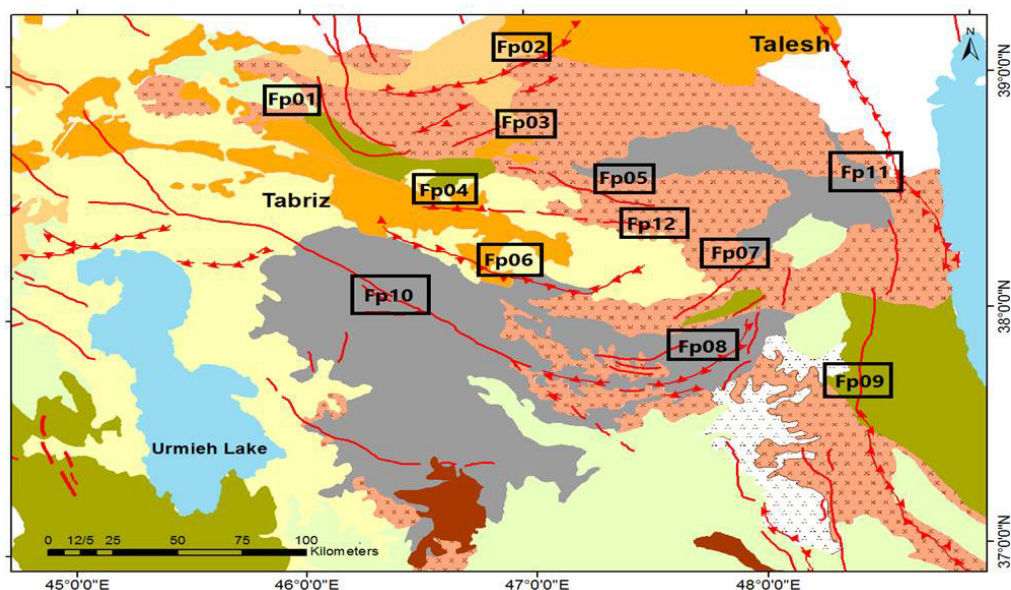 Fp02
Talesh
N
39°0'0"N
Fp01
Fp03
Fp05
Fp11
Fp04
Tabriz
Fp12
Fp07
Fp06
Fp10
38°0'0"N
Fp08
Fp09
Urmieh Lake
0 12/5 25 50 75 100
Kilometers
37°0'0"N
45°0'0"E 46°0'0"E 47°0'0"E 48°0'0"E